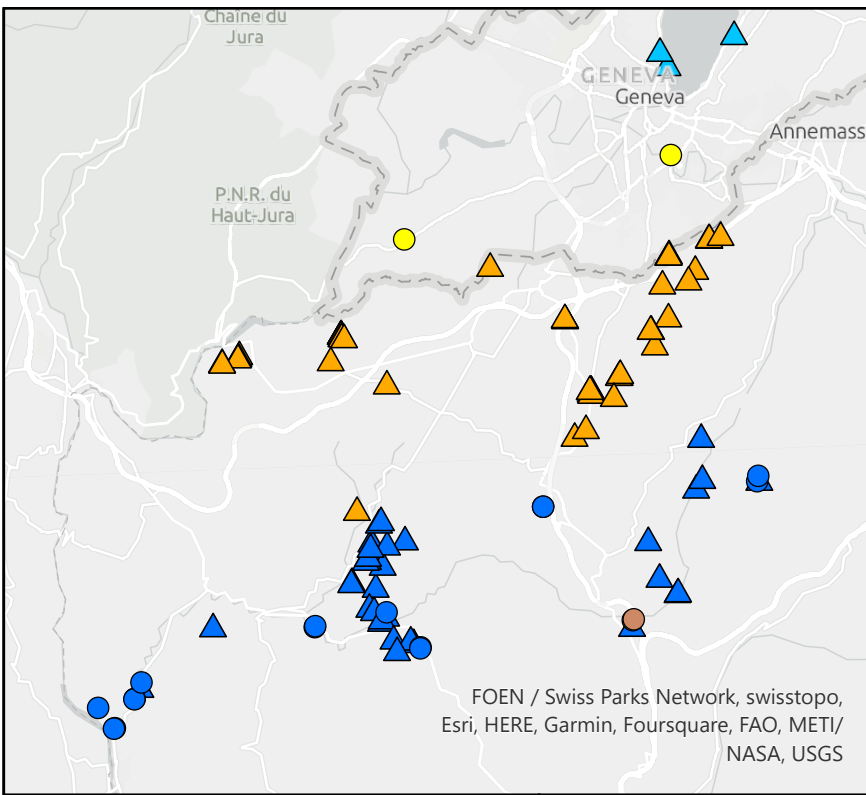 Chaîne du
Jura
GENEVA
Geneva
Annemass
P.N.R. du
Haut-Jura
FOEN / Swiss Parks Network, swisstopo,
Esri, HERE, Garmin, Foursquare, FAO, METI/
NASA, USGS